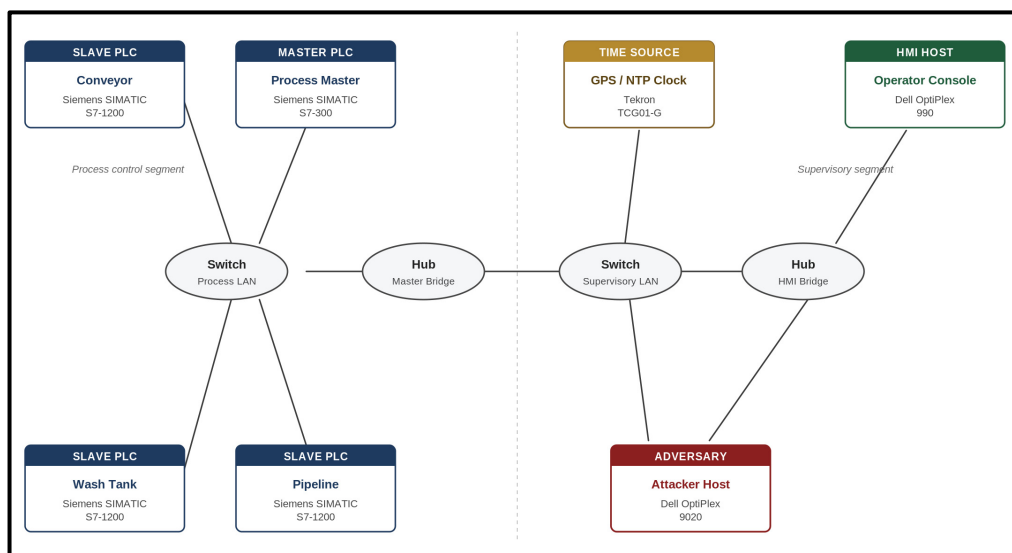 SLAVE PLC
Conveyor
Siemens SIMATIC
S7-1200
MASTER PLC
Process Master
Siemens SIMATIC
S7-300
TIME SOURCE
GPS / NTP Clock
Tekron
TCG01-G
HMI HOST
Operator Console
Dell OptiPlex
990
Process control segment
Supervisory segment
Switch
Process LAN
Hub
Master Bridge
Switch
Supervisory LAN
Hub
HMI Bridge
SLAVE PLC
Wash Tank
Siemens SIMATIC
S7-1200
SLAVE PLC
Pipeline
Siemens SIMATIC
S7-1200
ADVERSARY
Attacker Host
Dell OptiPlex
9020